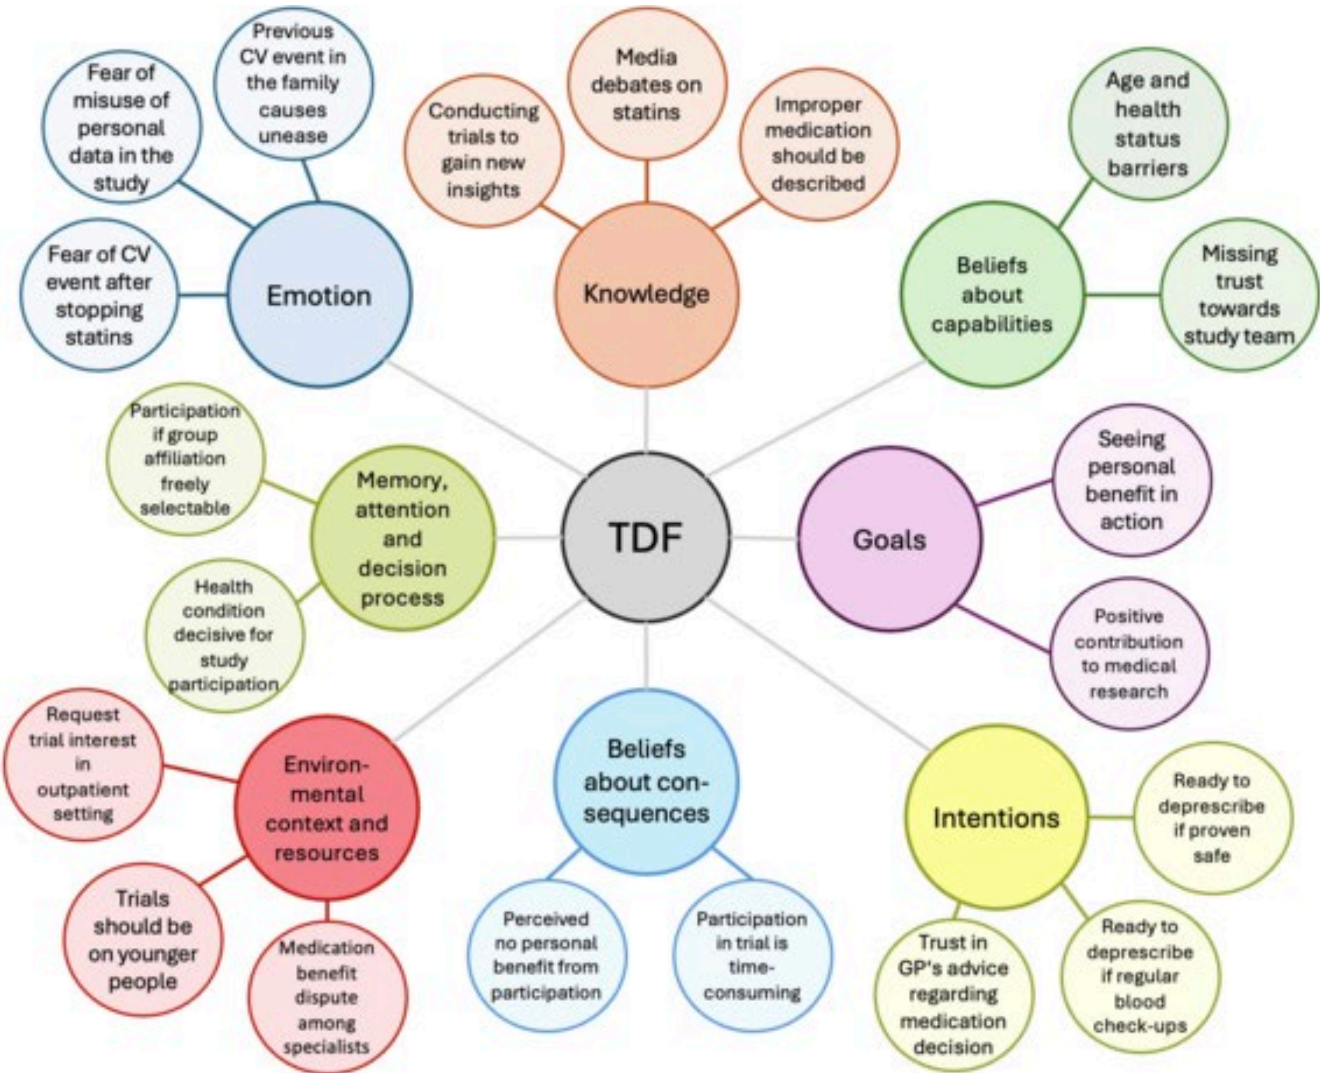 Previous
CV event in
the family
causes
unease
Fear of
misuse of
personal
data in the
study
Fear of CV
event after
stopping
statins
Emotion
Conducting
trials to
gain new
insights
Media
debates on
statins
Improper
medication
should be
described
Knowledge
Age and
health
status
barriers
Missing
trust
towards
study team
Beliefs
about
capabilities
Participation
if group
affiliation
freely
selectable
Health
condition
decisive for
study
participation
Memory,
attention
and
decision
process
TDF
Goals
Seeing
personal
benefit in
action
Positive
contribution
to medical
research
Request
trial interest
in
outpatient
setting
Trials
should be
on younger
people
Medication
benefit
dispute
among
specialists
Environ-
mental
context and
resources
Beliefs
about con-
sequences
Perceived
no personal
benefit from
participation
Participation
in trial is
time-
consuming
Intentions
Ready to
deprescribe
if proven
safe
Ready to
deprescribe
if regular
blood
check-ups
Trust in
GP's advice
regarding
medication
decision